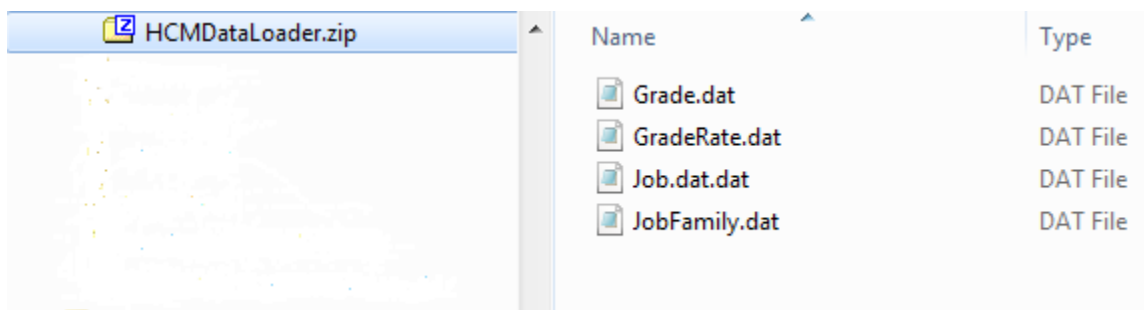 HCMDataLoader.zip
Name Type
Grade.dat DAT File
GradeRate.dat DAT File
Job.dat.dat DAT File
JobFamily.dat DAT File